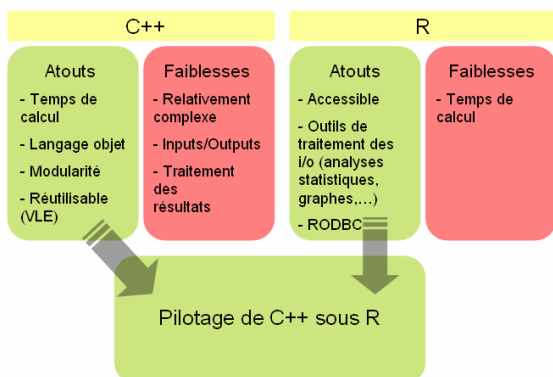 C++
Atouts
- Temps de
calcul
- Langage objet
- Modularité
- Réutilisable
(VLE)
Faiblesses
- Relativement
complexe
- Inputs/Outputs
- Traitement
des
résultats
R
Atouts
- Accessible
- Outils de
traitement des
i/o (analyses
statistiques,
graphes,...)
- RODBC
Faiblesses
- Temps de
calcul
Pilotage de C++ sous R